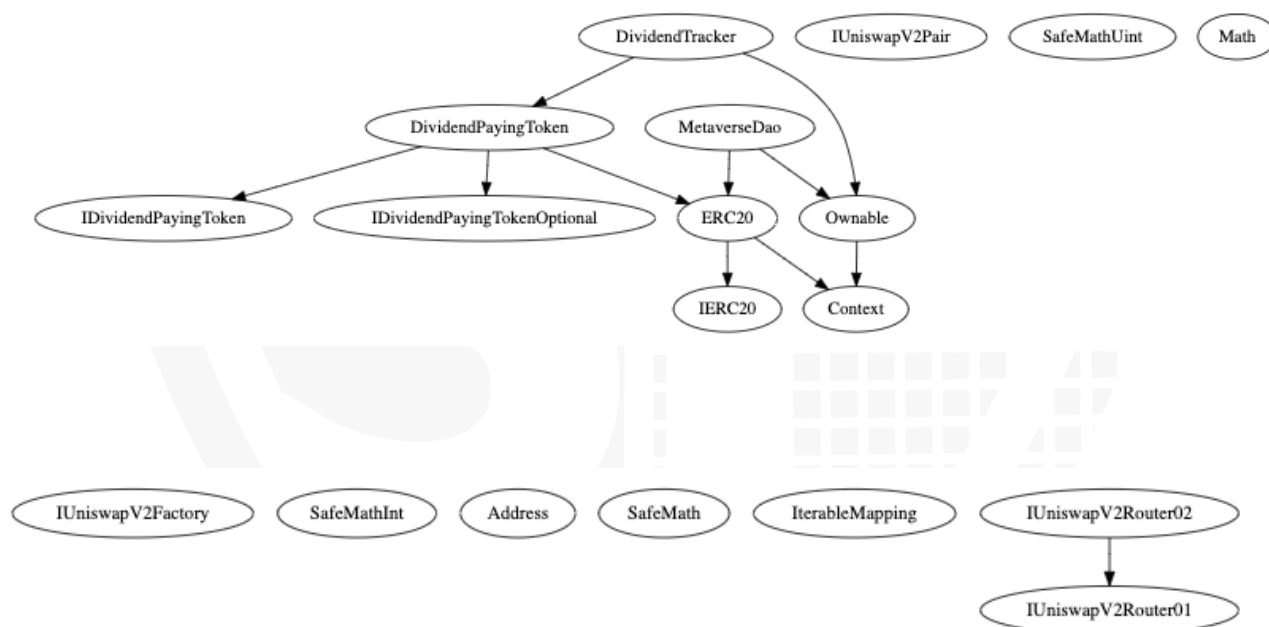 DividendTracker
IUniswapV2Pair
SafeMathUint
Math
DividendPayingToken
MetaverseDao
IDividendPayingToken
IDividendPayingTokenOptional
ERC20
Ownable
IERC20
Context
IUniswapV2Factory
SafeMathInt
Address
SafeMath
IterableMapping
IUniswapV2Router02
IUniswapV2Router01